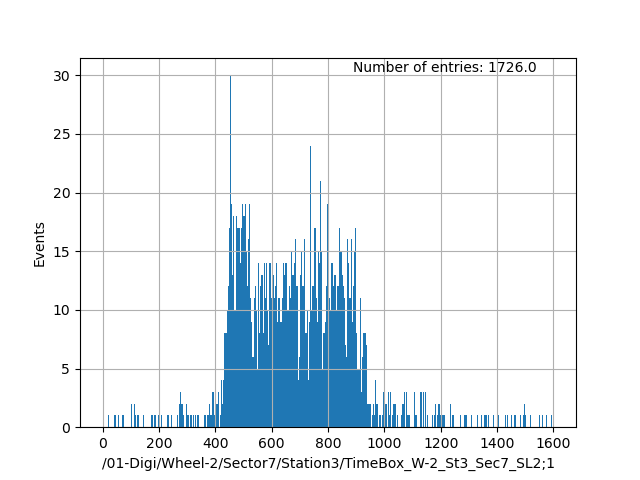 Number of entries: 1726.0
30
25
20
15
10
5
0
Events
0 200 400 600 800 1000 1200 1400 1600
/01-Digi/Wheel-2/Sector7/Station3/TimeBox_W-2_St3_Sec7_SL2;1